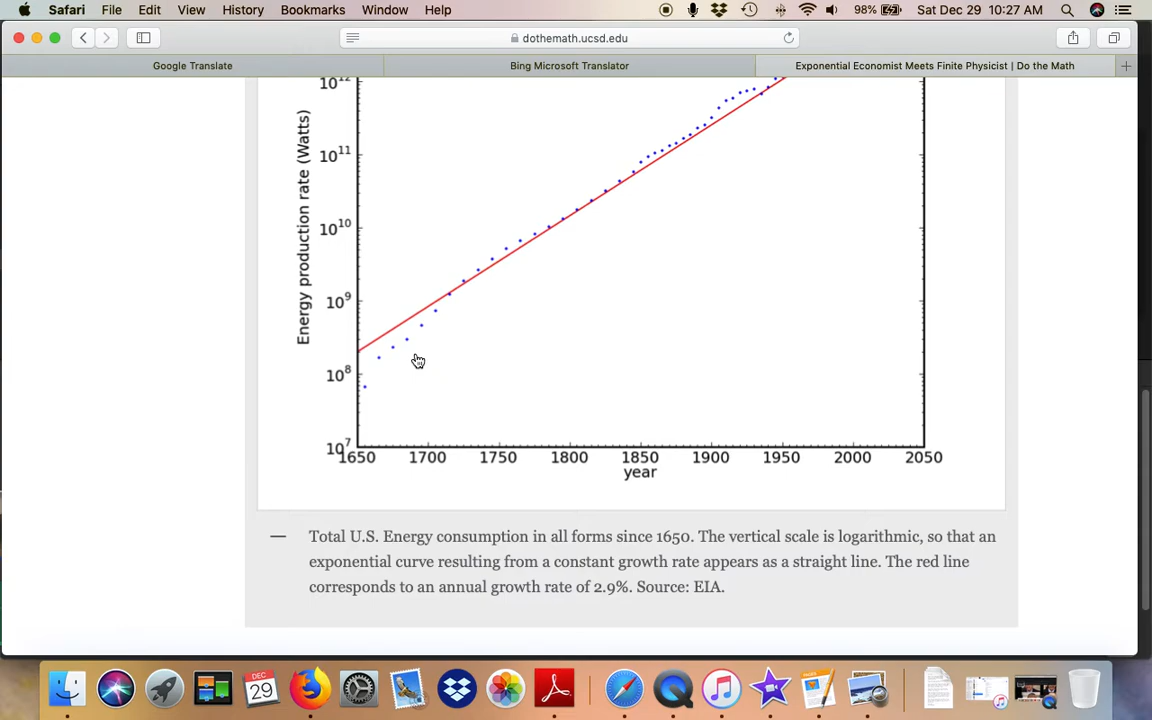 Safari File Edit View History Bookmarks Window Help 98% Sat Dec 29 10:27 AM
dothemath.ucsd.edu
Google Translate Bing Microsoft Translator Exponential Economist Meets Finite Physicist | Do the Math
10¹²
10¹¹
10¹⁰
10⁹
10⁸
10⁷
Energy production rate (Watts)
1650 1700 1750 1800 1850 1900 1950 2000 2050
year
— Total U.S. Energy consumption in all forms since 1650. The vertical scale is logarithmic, so that an
exponential curve resulting from a constant growth rate appears as a straight line. The red line
corresponds to an annual growth rate of 2.9%. Source: EIA.
DEC
29